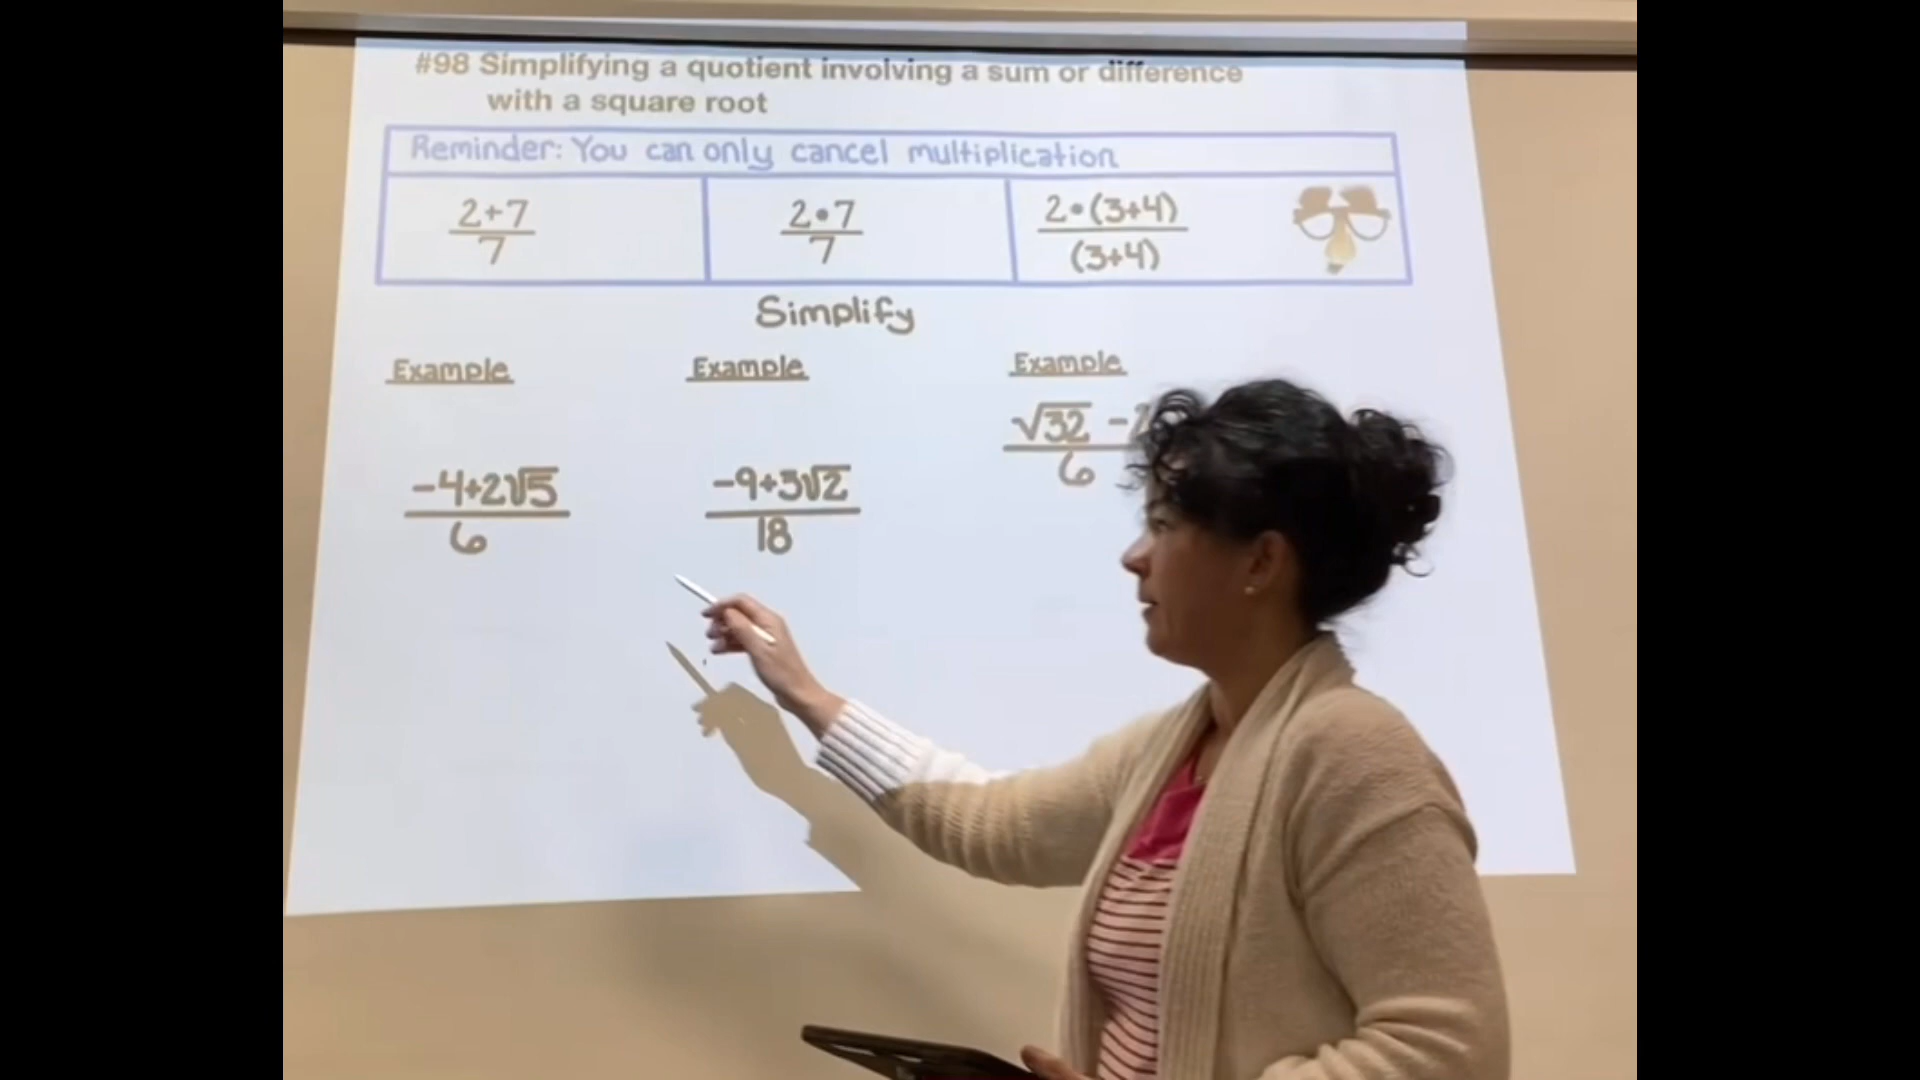 #98 Simplifying a quotient involving a sum or difference
with a square root
Reminder: You can only cancel multiplication
2+7
7
2•7
7
2•(3+4)
(3+4)
Simplify
Example
-4+2√5
6
Example
-9+3√2
18
Example
√32 -
6